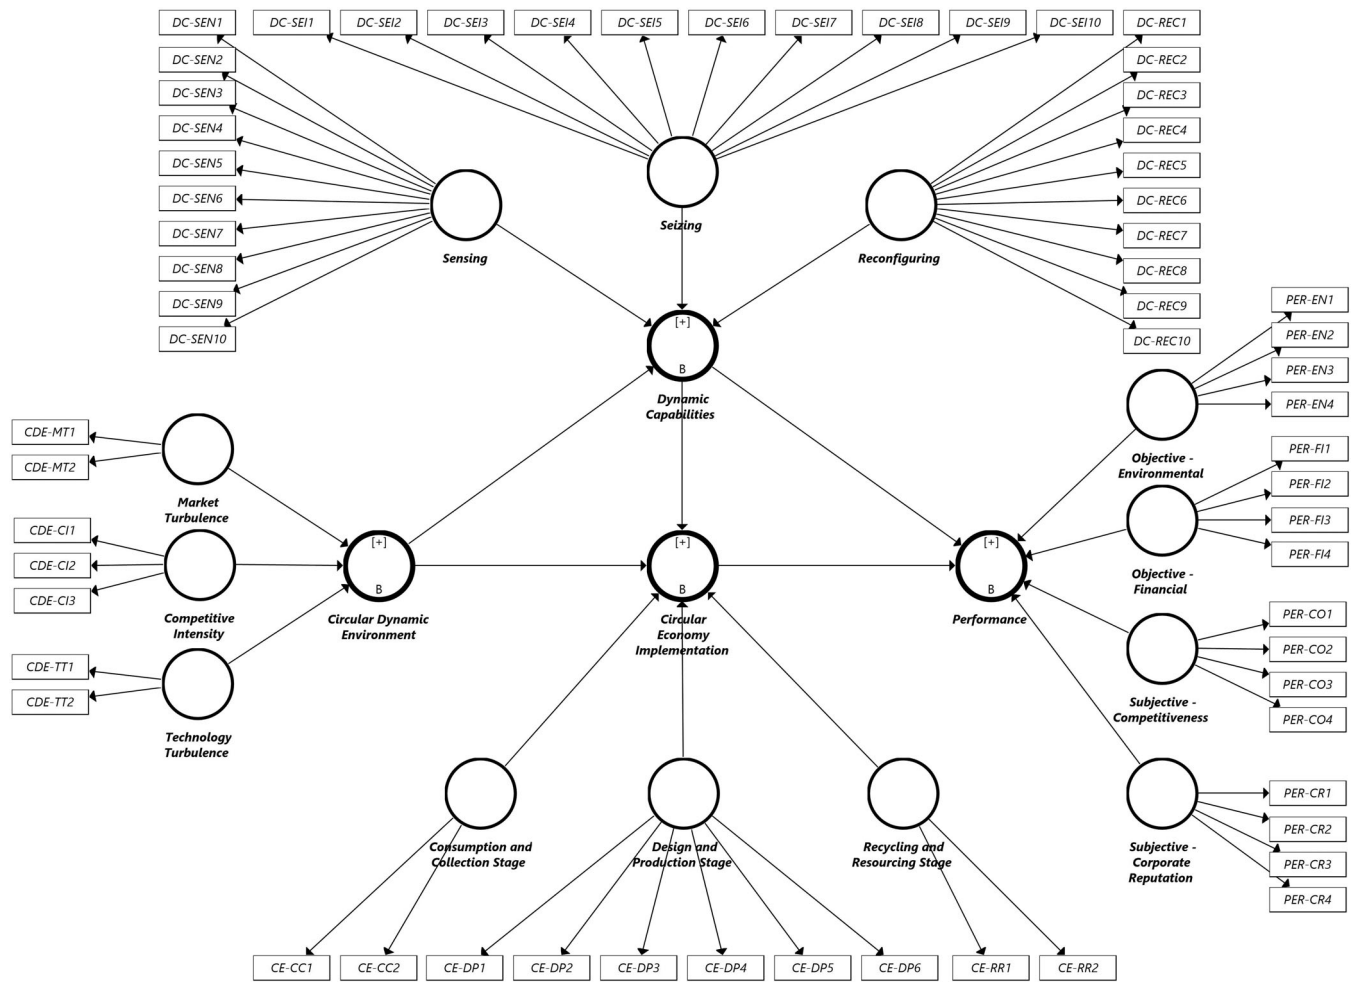 DC-SEN1
DC-SEI1
DC-SEI2
DC-SEI3
DC-SEI4
DC-SEI5
DC-SEI6
DC-SEI7
DC-SEI8
DC-SEI9
DC-SEI10
DC-REC1
DC-SEN2
DC-SEN3
DC-SEN4
DC-SEN5
DC-SEN6
DC-SEN7
DC-SEN8
DC-SEN9
DC-SEN10
DC-REC2
DC-REC3
DC-REC4
DC-REC5
DC-REC6
DC-REC7
DC-REC8
DC-REC9
DC-REC10
Sensing
Seizing
Reconfiguring
[+]
B
Dynamic
Capabilities
PER-EN1
PER-EN2
PER-EN3
PER-EN4
Objective -
Environmental
PER-FI1
PER-FI2
PER-FI3
PER-FI4
Objective -
Financial
CDE-MT1
CDE-MT2
Market
Turbulence
CDE-CI1
CDE-CI2
CDE-CI3
Competitive
Intensity
CDE-TT1
CDE-TT2
Technology
Turbulence
[+]
B
Circular Dynamic
Environment
[+]
B
Circular
Economy
Implementation
[+]
B
Performance
PER-CO1
PER-CO2
PER-CO3
PER-CO4
Subjective -
Competitiveness
PER-CR1
PER-CR2
PER-CR3
PER-CR4
Subjective -
Corporate
Reputation
Consumption and
Collection Stage
Design and
Production Stage
Recycling and
Resourcing Stage
CE-CC1
CE-CC2
CE-DP1
CE-DP2
CE-DP3
CE-DP4
CE-DP5
CE-DP6
CE-RR1
CE-RR2